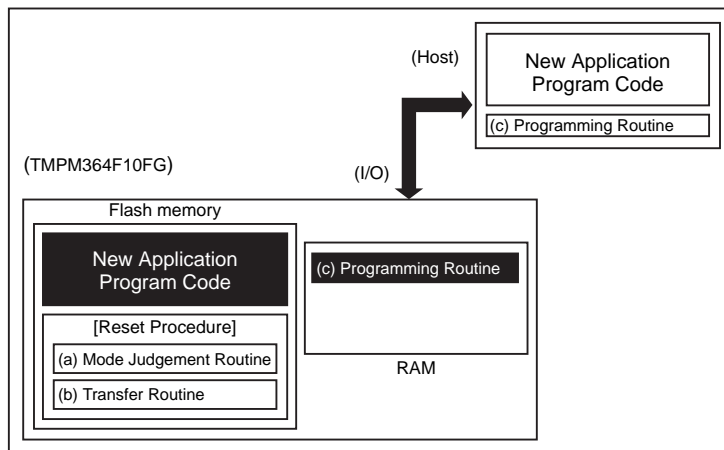 (Host)
New Application
Program Code
(c) Programming Routine
(TMPM364F10FG)
(I/O)
Flash memory
New Application
Program Code
(c) Programming Routine
[Reset Procedure]
(a) Mode Judgement Routine
(b) Transfer Routine
RAM